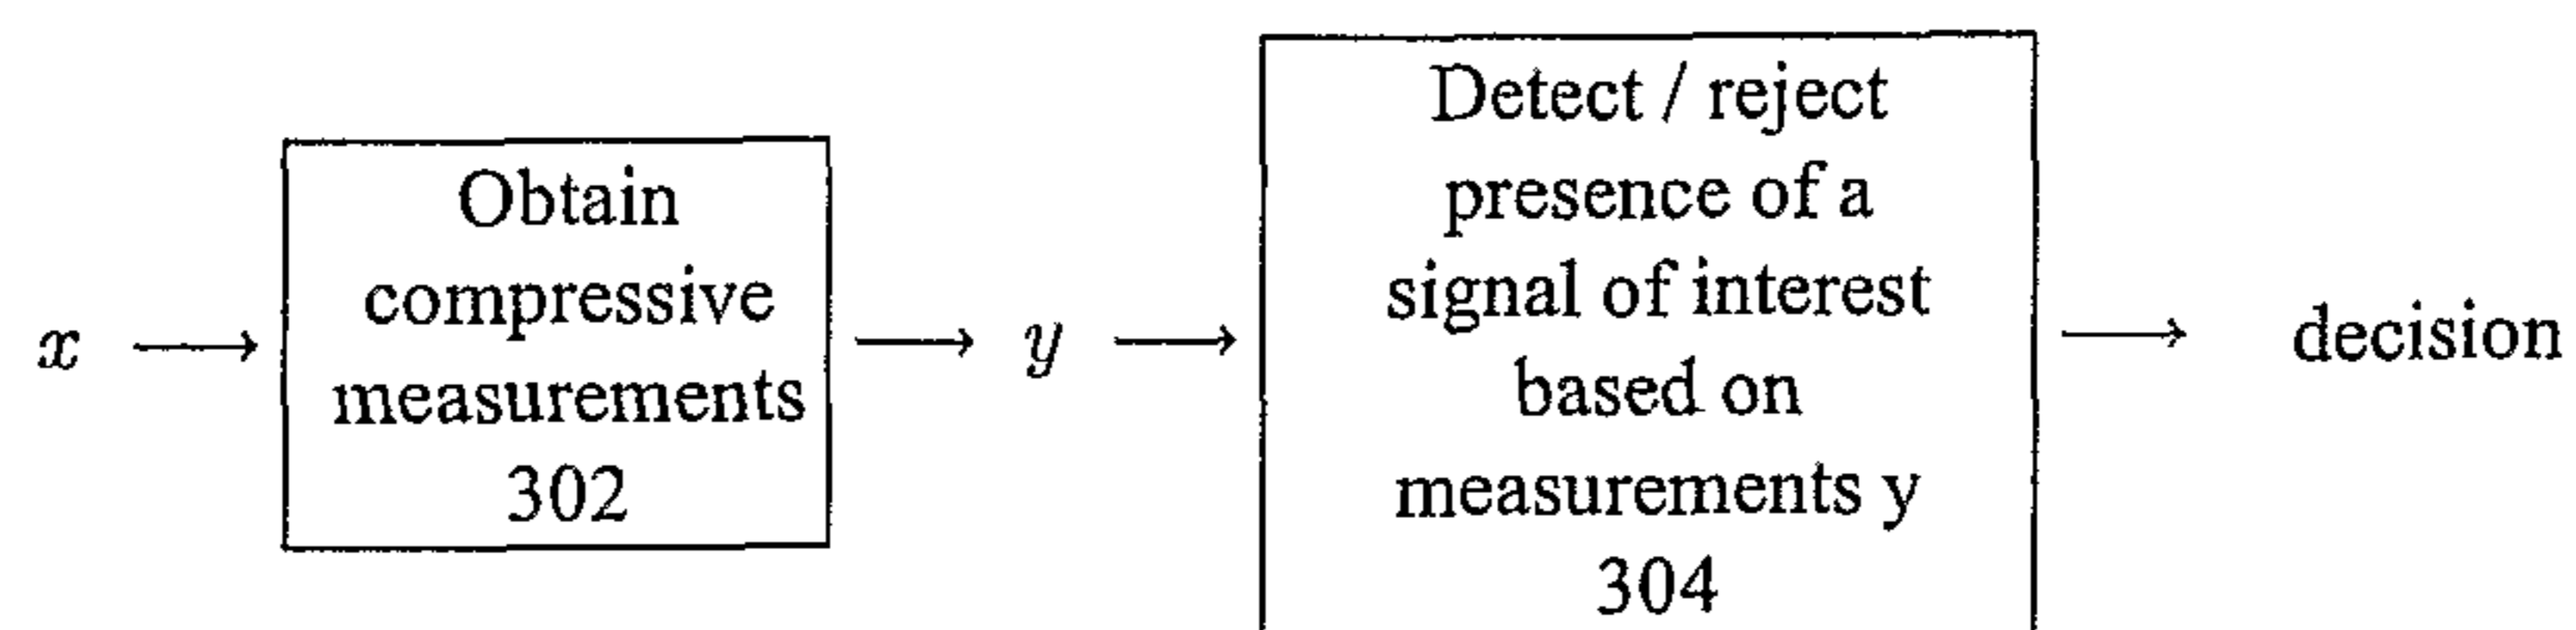 x
Obtain
compressive
measurements
302
y
Detect / reject
presence of a
signal of interest
based on
measurements y
304
decision